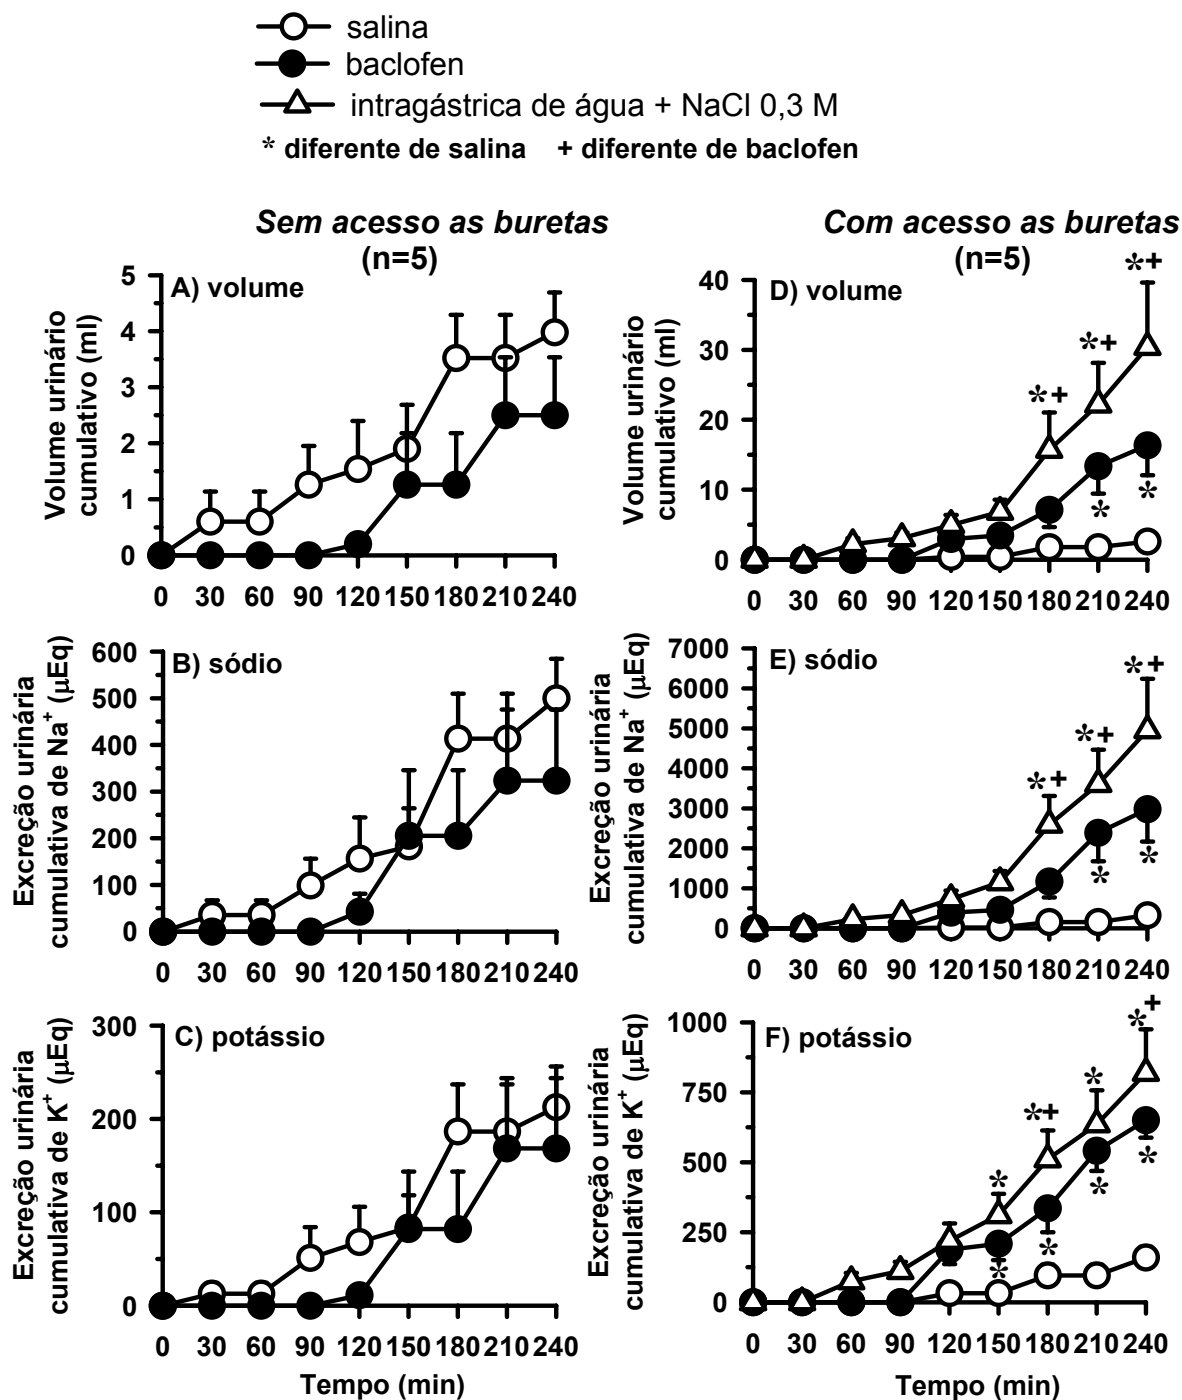 salina
baclofen
intragástrica de água + NaCl 0,3 M
* diferente de salina + diferente de baclofen
Sem acesso as buretas
(n=5)
A) volume
Volume urinário
cumulativo (ml)
5
4
3
2
1
0
0 30 60 90 120 150 180 210 240
B) sódio
Excreção urinária
cumulativa de Na+ (μEq)
600
500
400
300
200
100
0
0 30 60 90 120 150 180 210 240
C) potássio
Excreção urinária
cumulativa de K+ (μEq)
300
200
100
0
0 30 60 90 120 150 180 210 240
Tempo (min)
Com acesso as buretas
(n=5)
D) volume
Volume urinário
cumulativo (ml)
40
30
20
10
0
*+
*+
*+
*
*
0 30 60 90 120 150 180 210 240
E) sódio
Excreção urinária
cumulativa de Na+ (μEq)
7000
6000
5000
4000
3000
2000
1000
0
*+
*+
*+
*
*
0 30 60 90 120 150 180 210 240
F) potássio
Excreção urinária
cumulativa de K+ (μEq)
1000
750
500
250
0
*+
*
*+
*
*
*
*
*
0 30 60 90 120 150 180 210 240
Tempo (min)